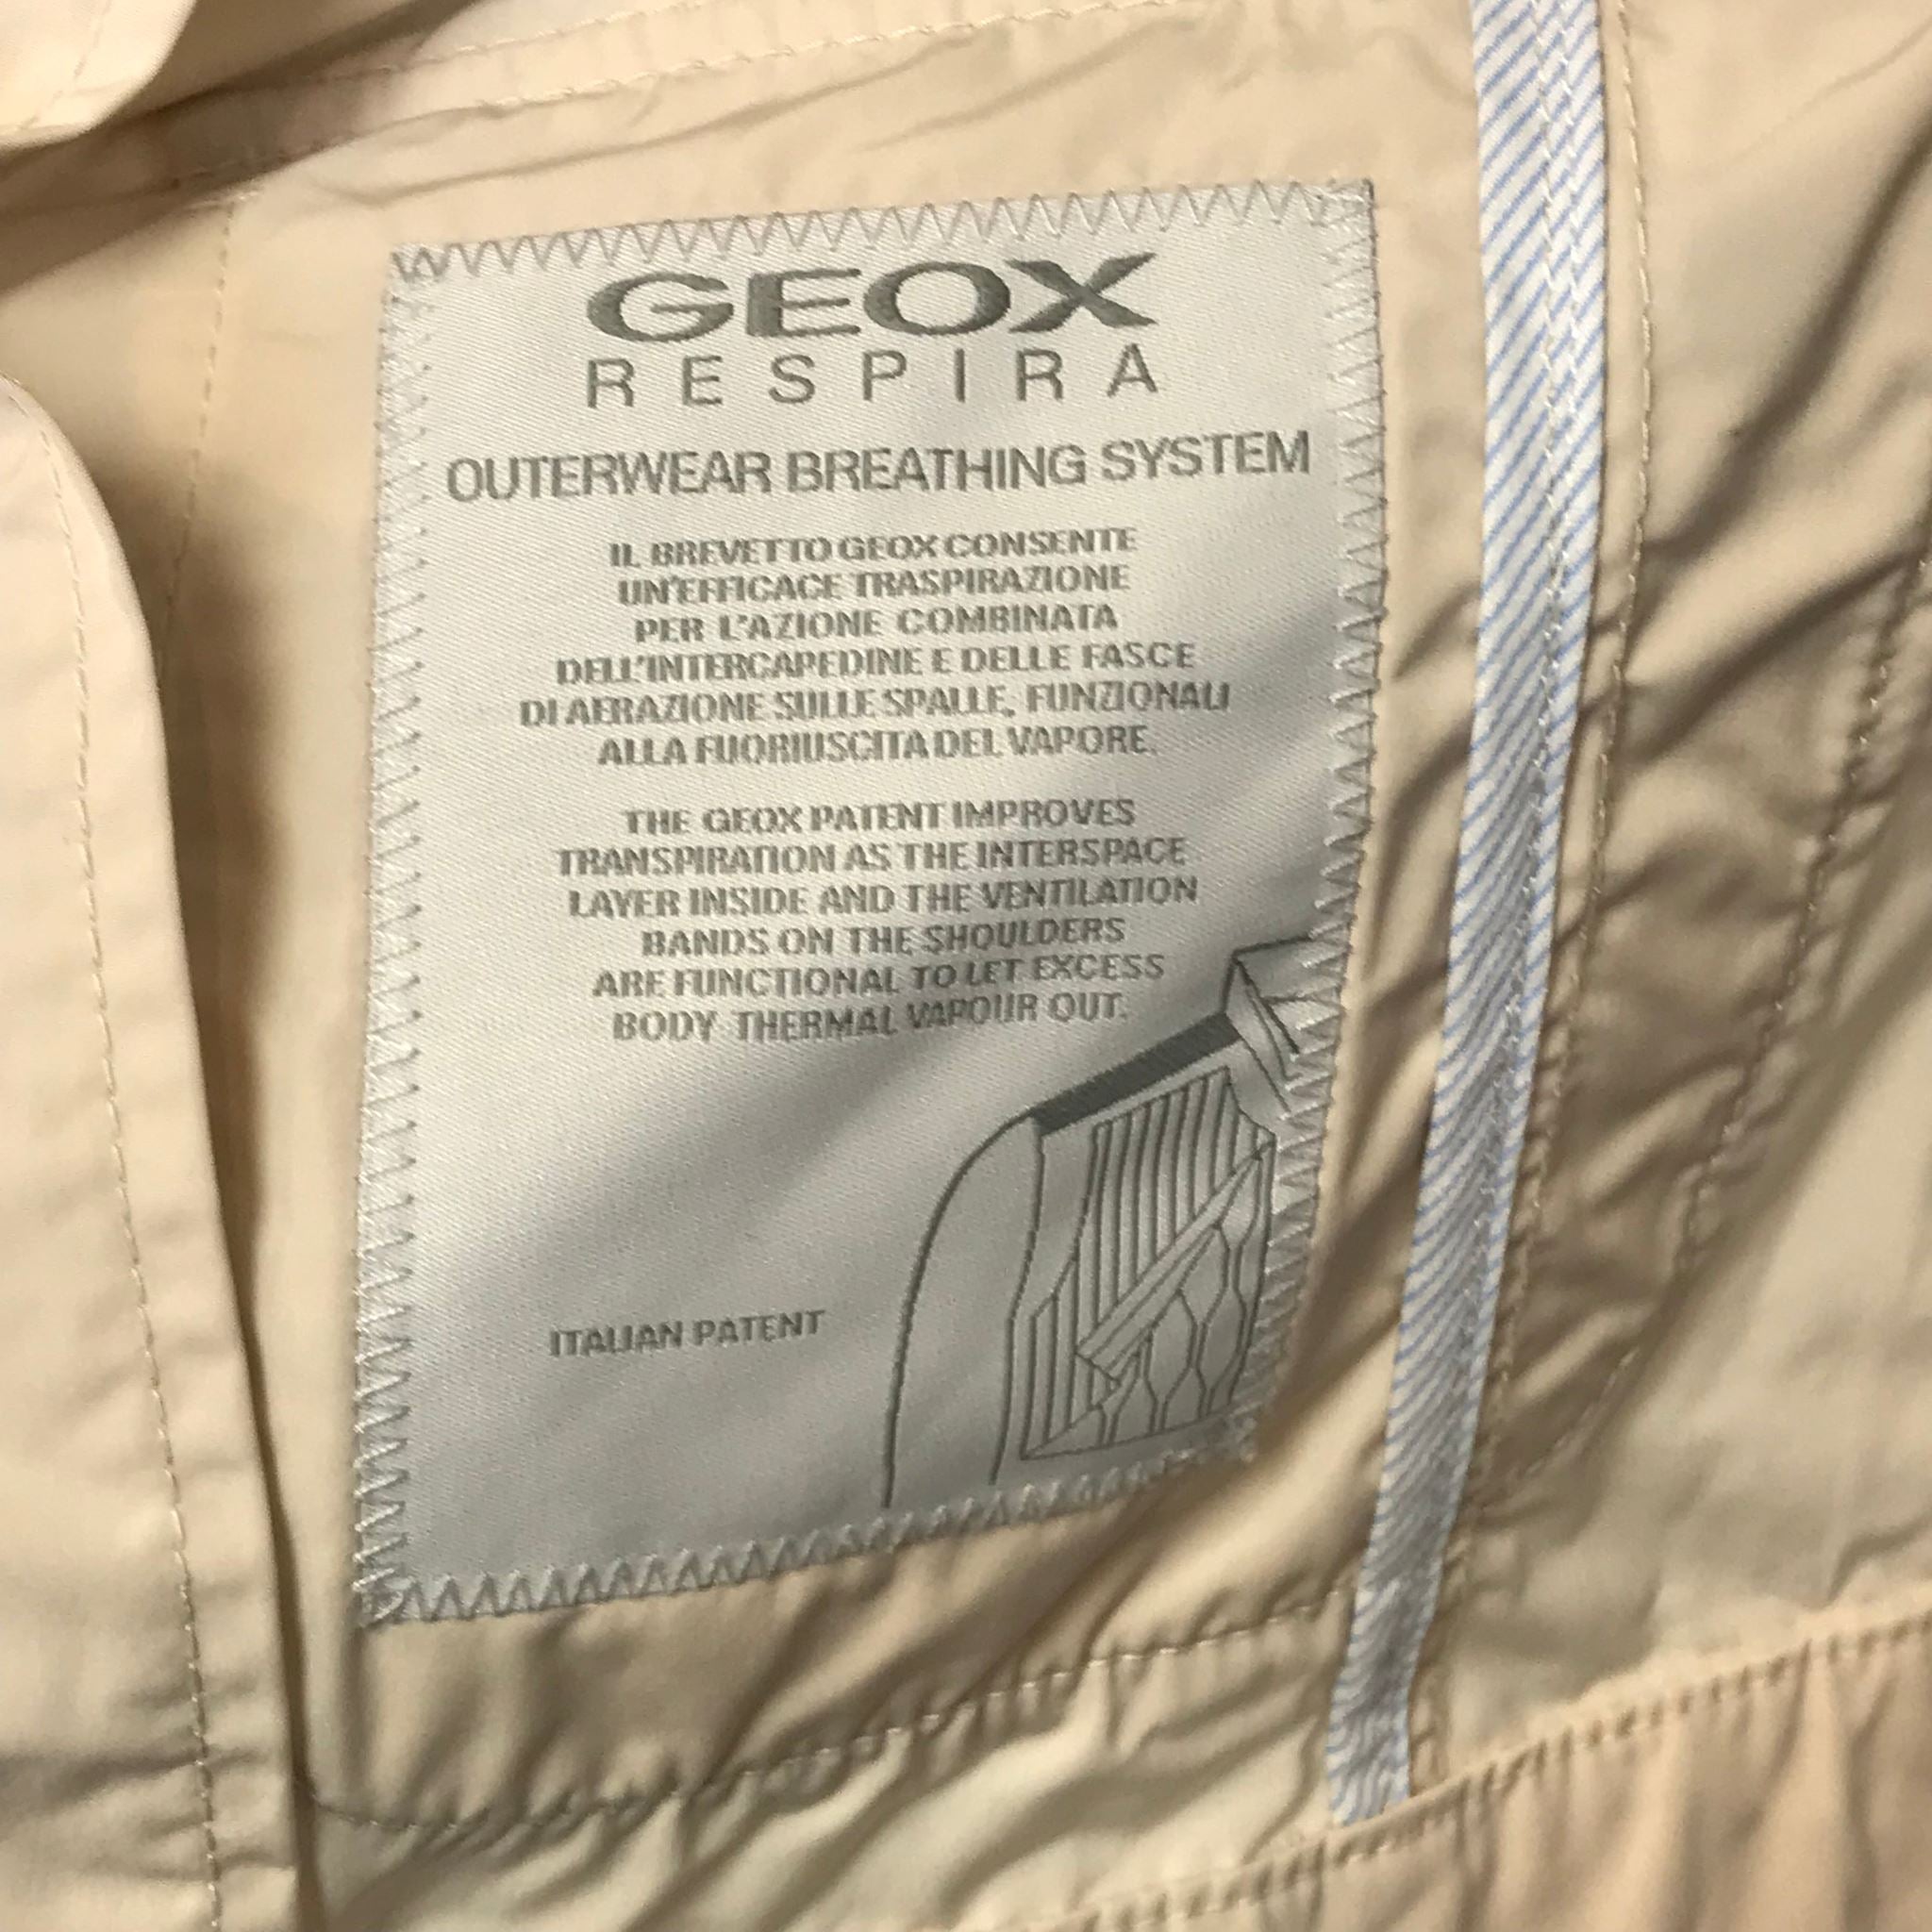 GEOX
RESPIRA
OUTERWEAR BREATHING SYSTEM
IL BREVETTO GEOX CONSENTE
UN'EFFICACE TRASPIRAZIONE
PER L'AZIONE COMBINATA
DELL'INTERCAPEDINE E DELLE FASCE
DI AERAZIONE SULLE SPALLE, FUNZIONALI
ALLA FUORIUSCITA DEL VAPORE.
THE GEOX PATENT IMPROVES
TRANSPIRATION AS THE INTERSPACE
LAYER INSIDE AND THE VENTILATION
BANDS ON THE SHOULDERS
ARE FUNCTIONAL TO LET EXCESS
BODY THERMAL VAPOUR OUT.
ITALIAN PATENT